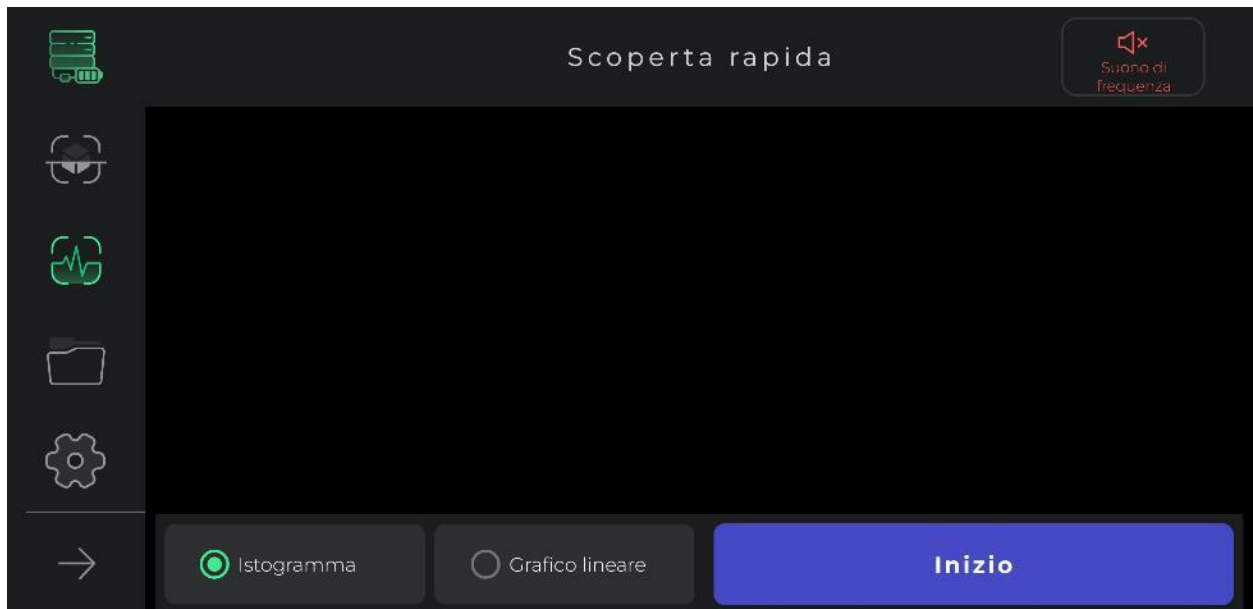 Scoperta rapida
Suono di
frequenza
Istogramma
Grafico lineare
Inizio